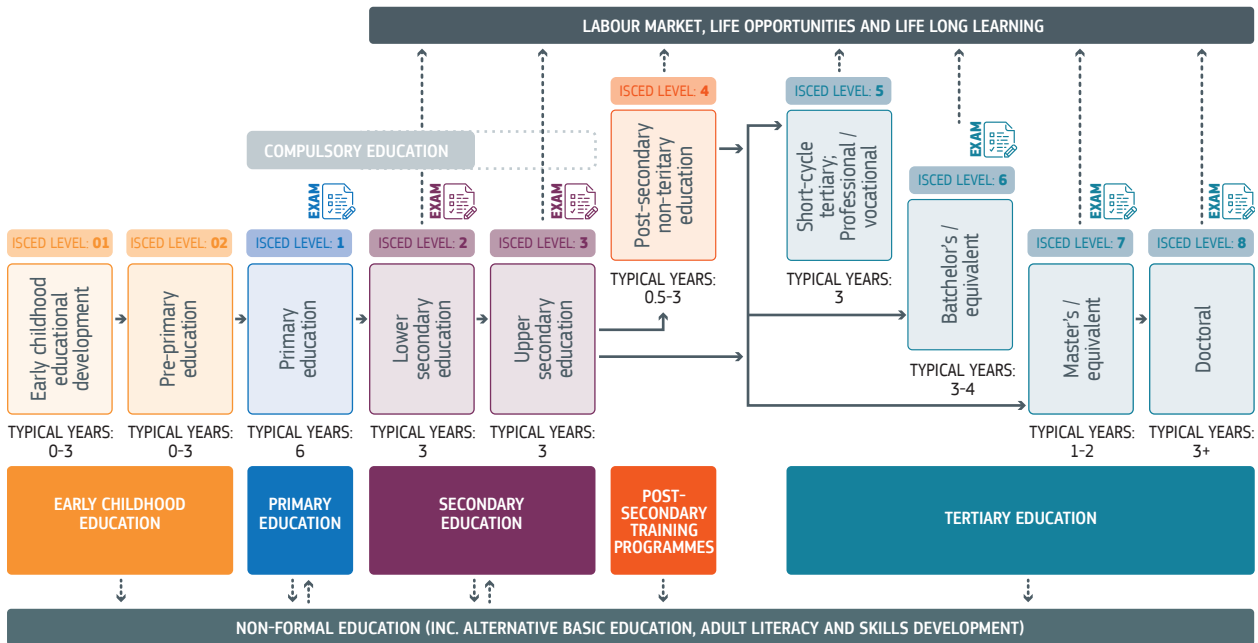 LABOUR MARKET, LIFE OPPORTUNITIES AND LIFE LONG LEARNING
ISCED LEVEL: 4
ISCED LEVEL: 5
COMPULSORY EDUCATION
Post-secondary
non-teritary
education
Short-cycle
tertiary;
Professional /
vocational
EXAM
ISCED LEVEL: 6
EXAM
EXAM
EXAM
EXAM
EXAM
ISCED LEVEL: 01
ISCED LEVEL: 02
ISCED LEVEL: 1
ISCED LEVEL: 2
ISCED LEVEL: 3
ISCED LEVEL: 7
ISCED LEVEL: 8
Early childhood
educational
development
Pre-primary
education
Primary
education
Lower
secondary
education
Upper
secondary
education
TYPICAL YEARS:
0.5-3
TYPICAL YEARS:
3
Batchelor's /
equivalent
TYPICAL YEARS:
3-4
Master's /
equivalent
Doctoral
TYPICAL YEARS:
0-3
TYPICAL YEARS:
0-3
TYPICAL YEARS:
6
TYPICAL YEARS:
3
TYPICAL YEARS:
3
TYPICAL YEARS:
1-2
TYPICAL YEARS:
3+
EARLY CHILDHOOD
EDUCATION
PRIMARY
EDUCATION
SECONDARY
EDUCATION
POST-
SECONDARY
TRAINING
PROGRAMMES
TERTIARY EDUCATION
NON-FORMAL EDUCATION (INC. ALTERNATIVE BASIC EDUCATION, ADULT LITERACY AND SKILLS DEVELOPMENT)